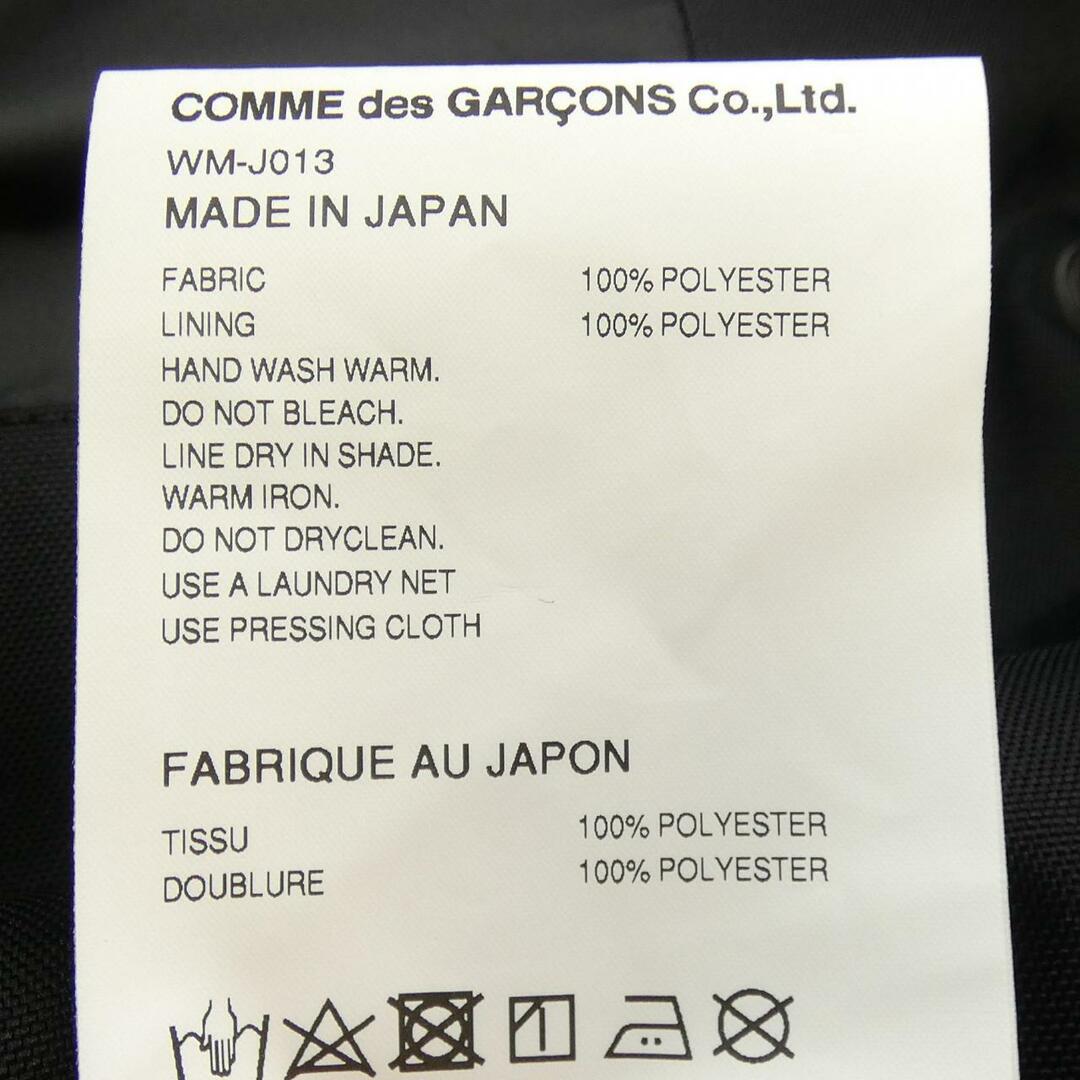 COMME des GARÇONS Co.,Ltd.
WM-J013
MADE IN JAPAN
FABRIC 100% POLYESTER
LINING 100% POLYESTER
HAND WASH WARM.
DO NOT BLEACH.
LINE DRY IN SHADE.
WARM IRON.
DO NOT DRYCLEAN.
USE A LAUNDRY NET
USE PRESSING CLOTH
FABRIQUE AU JAPON
TISSU 100% POLYESTER
DOUBLURE 100% POLYESTER